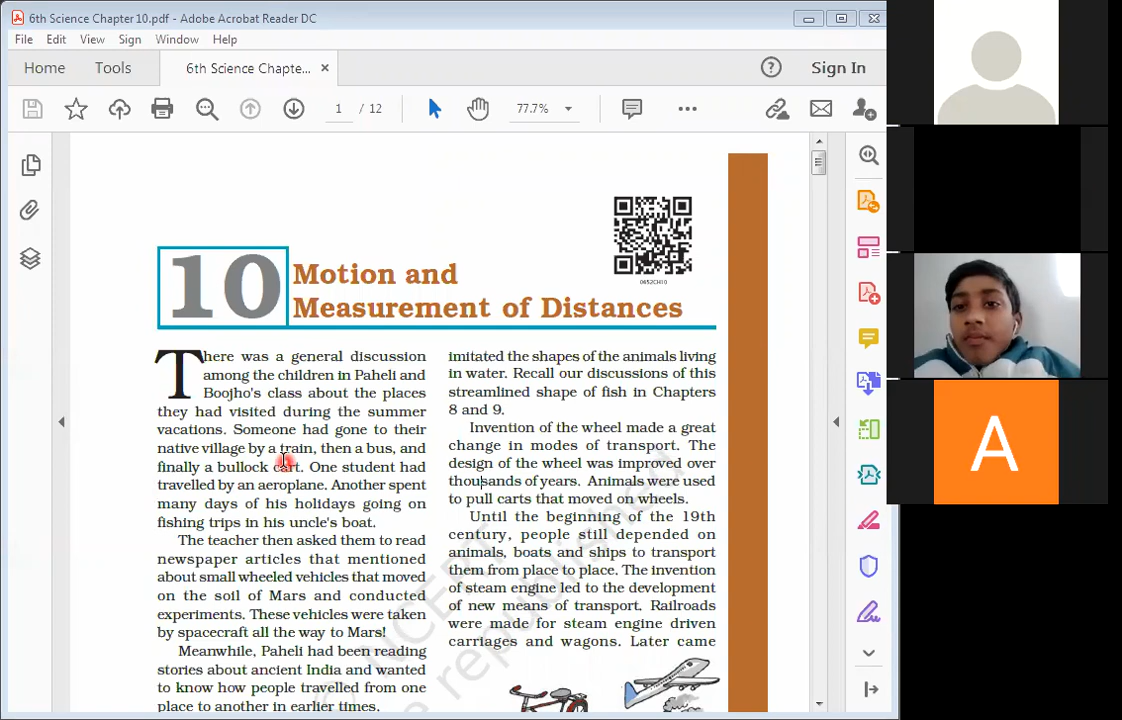 6th Science Chapter 10.pdf - Adobe Acrobat Reader DC
File Edit View Sign Window Help
Home Tools 6th Science Chapte... × ? Sign In
1 / 12 77.7%
0652CH10
10 Motion and
Measurement of Distances
There was a general discussion
among the children in Paheli and
Boojho's class about the places
they had visited during the summer
vacations. Someone had gone to their
native village by a train, then a bus, and
finally a bullock cart. One student had
travelled by an aeroplane. Another spent
many days of his holidays going on
fishing trips in his uncle's boat.
The teacher then asked them to read
newspaper articles that mentioned
about small wheeled vehicles that moved
on the soil of Mars and conducted
experiments. These vehicles were taken
by spacecraft all the way to Mars!
Meanwhile, Paheli had been reading
stories about ancient India and wanted
to know how people travelled from one
place to another in earlier times.
imitated the shapes of the animals living
in water. Recall our discussions of this
streamlined shape of fish in Chapters
8 and 9.
Invention of the wheel made a great
change in modes of transport. The
design of the wheel was improved over
thousands of years. Animals were used
to pull carts that moved on wheels.
Until the beginning of the 19th
century, people still depended on
animals, boats and ships to transport
them from place to place. The invention
of steam engine led to the development
of new means of transport. Railroads
were made for steam engine driven
carriages and wagons. Later came
NCERT
republished
A